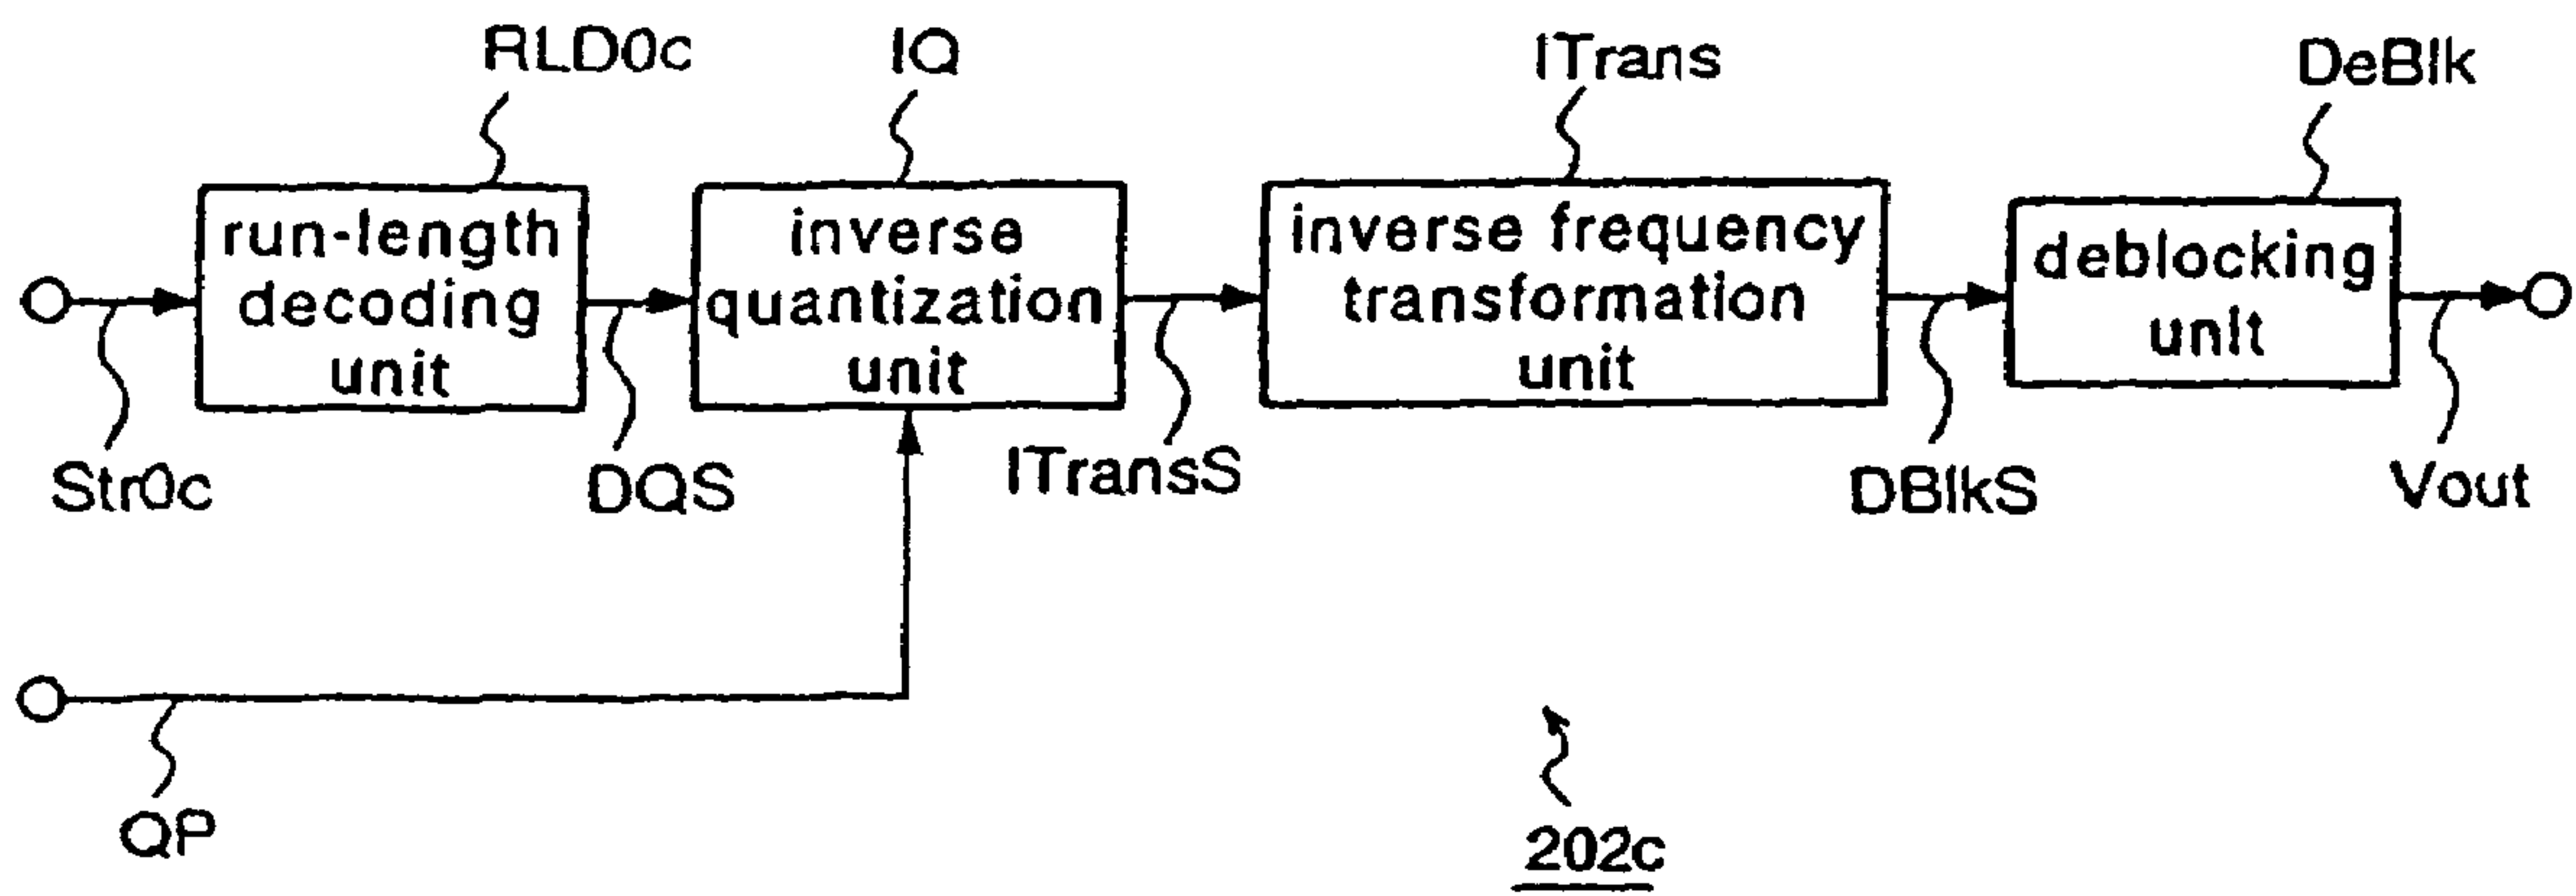 RLD0c
IQ
ITrans
DeBlk
run-length
decoding
unit
inverse
quantization
unit
inverse frequency
transformation
unit
deblocking
unit
Str0c
DQS
ITransS
DBlkS
Vout
QP
202c